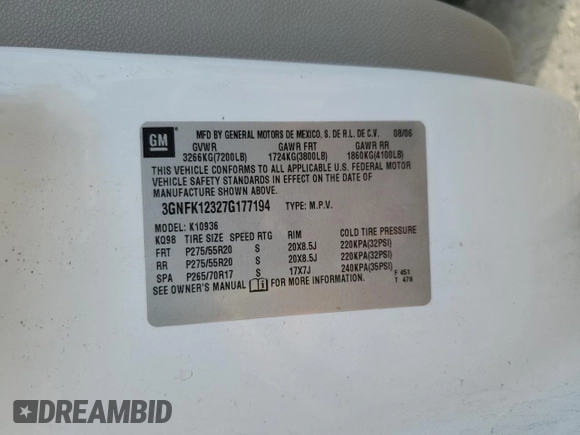 GM MFD BY GENERAL MOTORS DE MEXICO, S. DE R.L. DE C.V. 08/06
GVWR GAWR FRT GAWR RR
3266KG(7200LB) 1724KG(3800LB) 1860KG(4100LB)
THIS VEHICLE CONFORMS TO ALL APPLICABLE U.S. FEDERAL MOTOR
VEHICLE SAFETY STANDARDS IN EFFECT ON THE DATE OF
MANUFACTURE SHOWN ABOVE.
3GNFK12327G177194 TYPE: M.P.V.
MODEL: K10936
KQ98 TIRE SIZE SPEED RTG RIM COLD TIRE PRESSURE
FRT P275/55R20 S 20X8.5J 220KPA(32PSI)
RR P275/55R20 S 20X8.5J 220KPA(32PSI)
SPA P265/70R17 S 17X7J 240KPA(35PSI)
SEE OWNER'S MANUAL FOR MORE INFORMATION.
F 451
T 478
DREAMBID